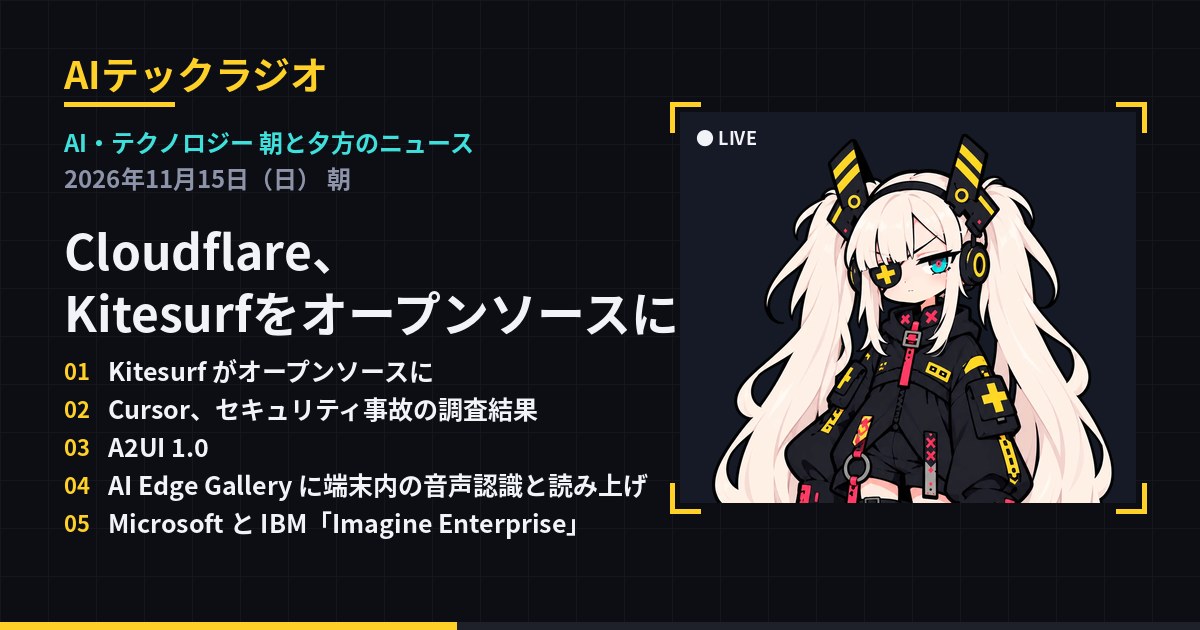 AIテックラジオ
AI・テクノロジー 朝と夕方のニュース
2026年11月15日（日） 朝
Cloudflare、
Kitesurfをオープンソースに
01 Kitesurf がオープンソースに
02 Cursor、セキュリティ事故の調査結果
03 A2UI 1.0
04 AI Edge Gallery に端末内の音声認識と読み上げ
05 Microsoft と IBM「Imagine Enterprise」
LIVE